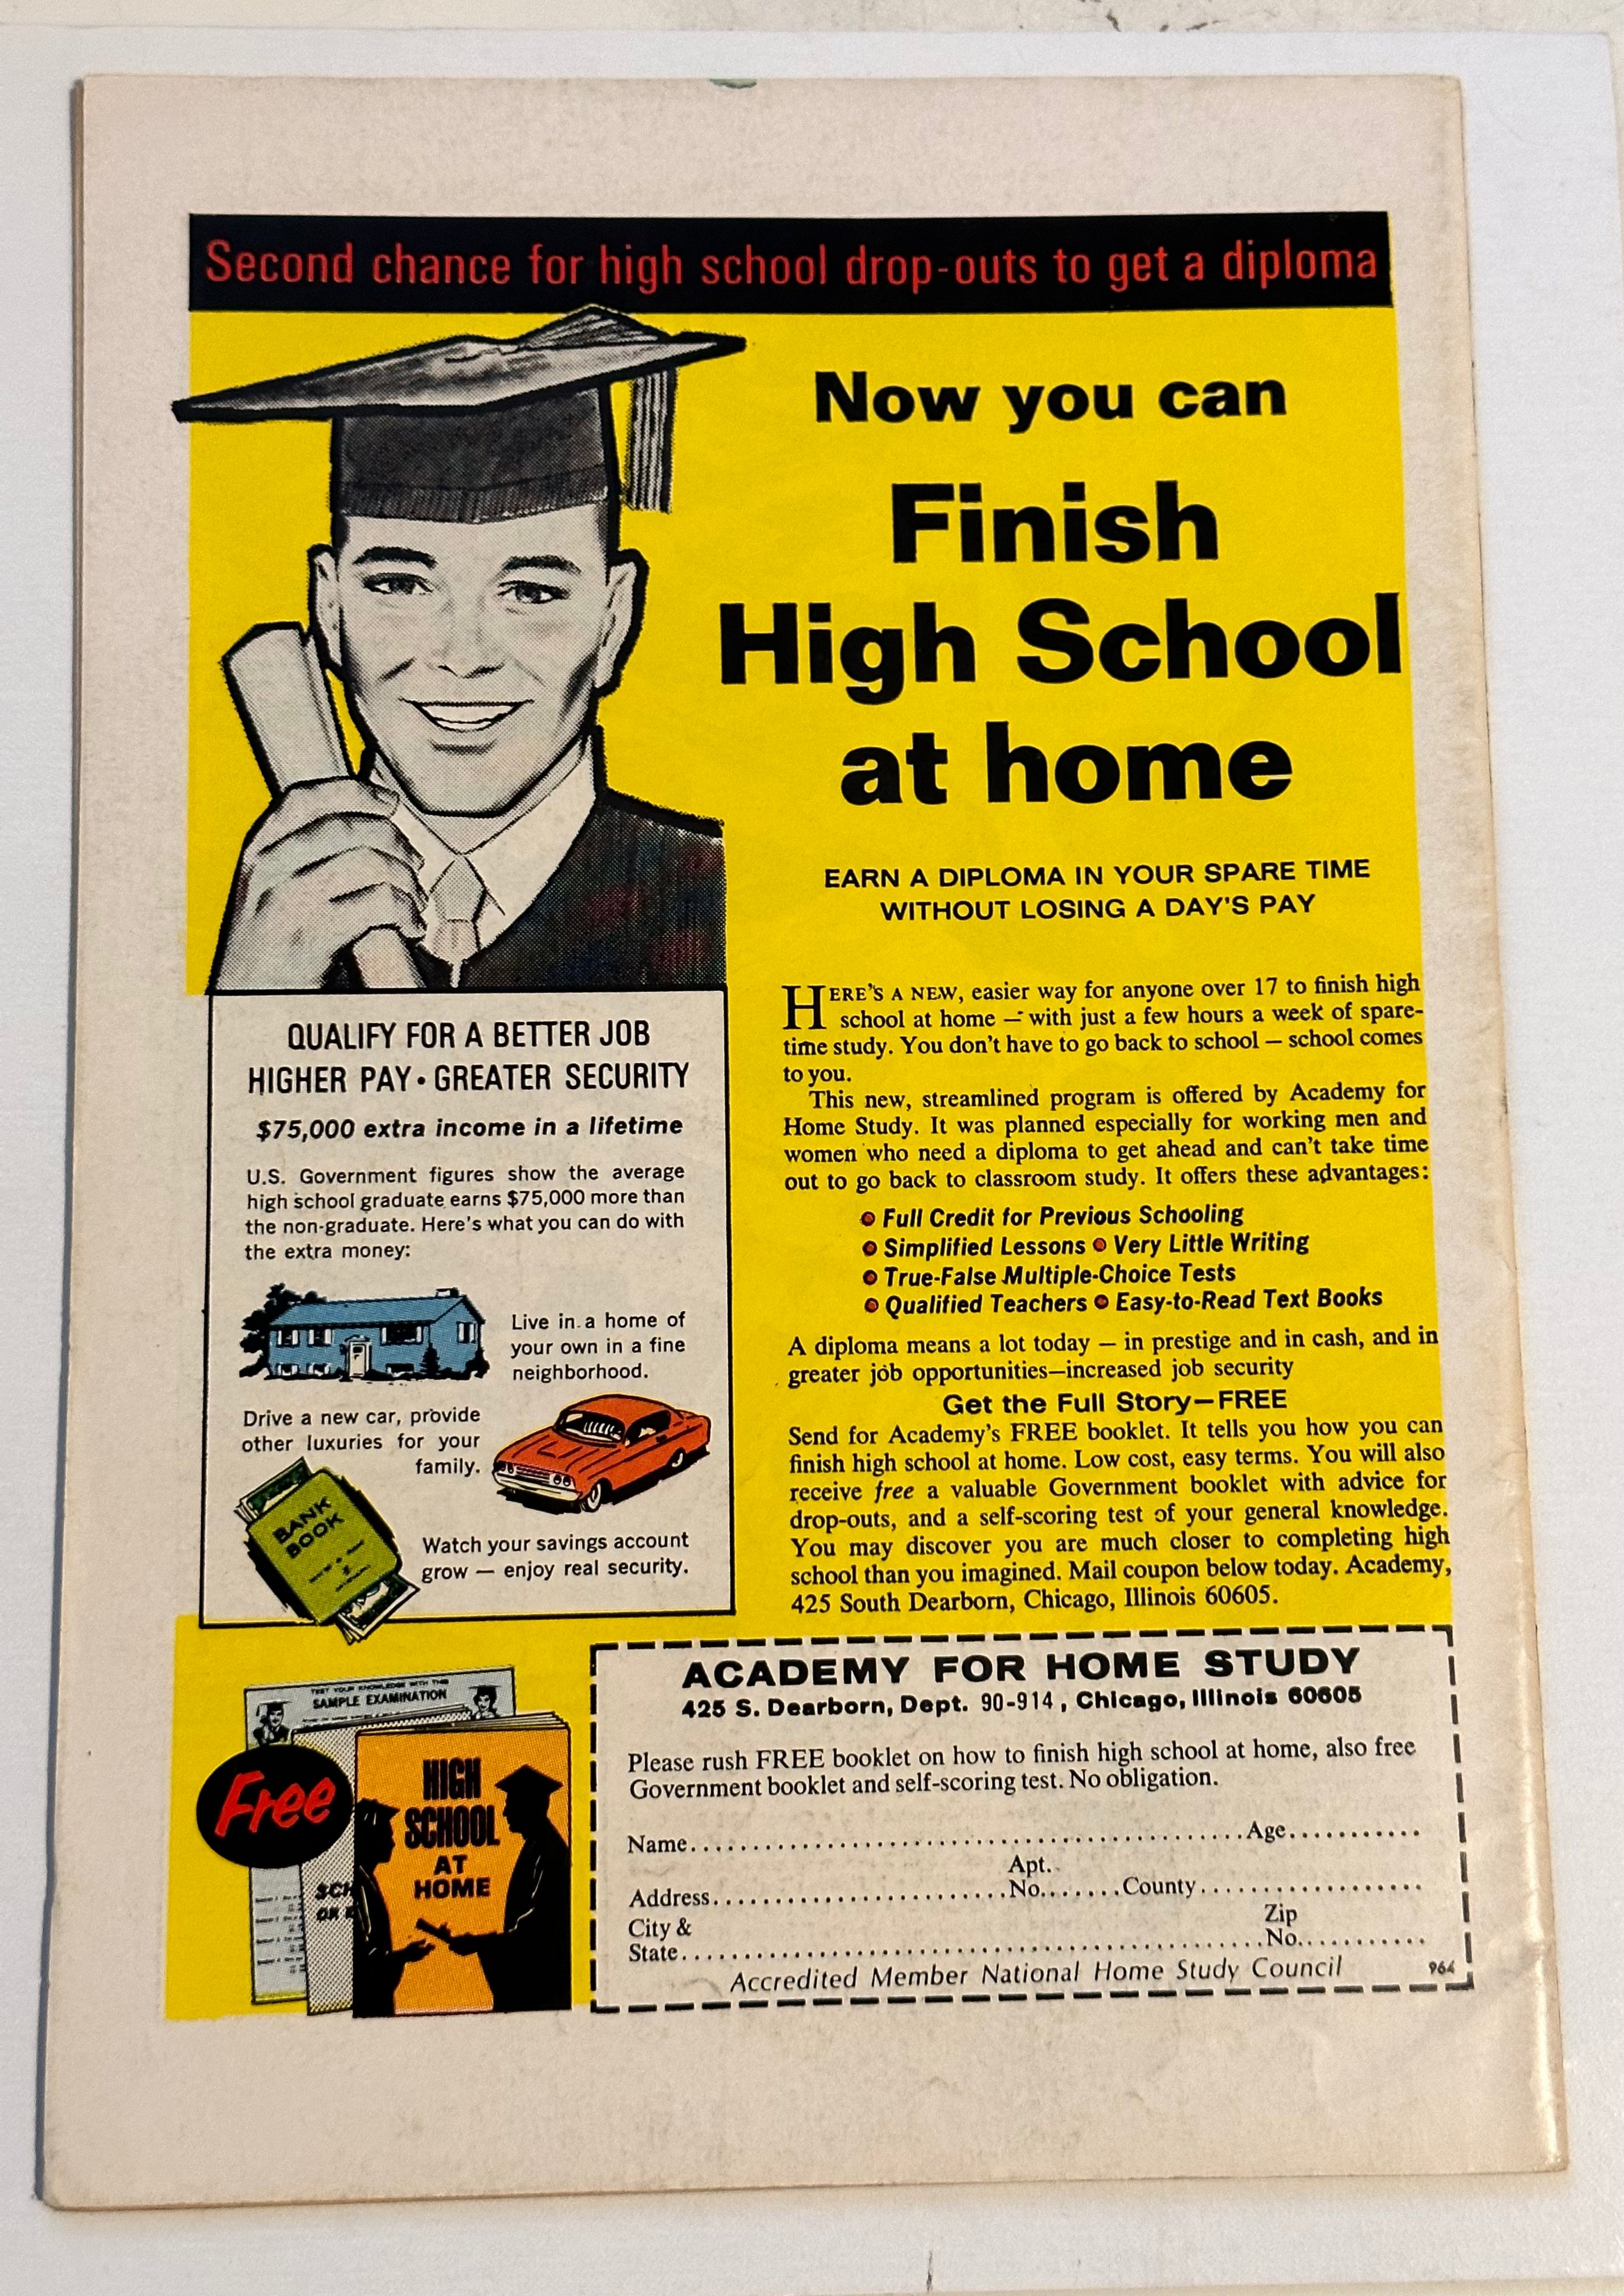 Second chance for high school drop-outs to get a diploma
Now you can
Finish
High School
at home
EARN A DIPLOMA IN YOUR SPARE TIME
WITHOUT LOSING A DAY'S PAY
HERE'S A NEW, easier way for anyone over 17 to finish high
school at home — with just a few hours a week of spare-
time study. You don't have to go back to school — school comes
to you.
This new, streamlined program is offered by Academy for
Home Study. It was planned especially for working men and
women who need a diploma to get ahead and can't take time
out to go back to classroom study. It offers these advantages:
• Full Credit for Previous Schooling
• Simplified Lessons • Very Little Writing
• True-False Multiple-Choice Tests
• Qualified Teachers • Easy-to-Read Text Books
A diploma means a lot today — in prestige and in cash, and in
greater job opportunities—increased job security
Get the Full Story—FREE
Send for Academy's FREE booklet. It tells you how you can
finish high school at home. Low cost, easy terms. You will also
receive free a valuable Government booklet with advice for
drop-outs, and a self-scoring test of your general knowledge.
You may discover you are much closer to completing high
school than you imagined. Mail coupon below today. Academy,
425 South Dearborn, Chicago, Illinois 60605.
QUALIFY FOR A BETTER JOB
HIGHER PAY • GREATER SECURITY
$75,000 extra income in a lifetime
U.S. Government figures show the average
high school graduate earns $75,000 more than
the non-graduate. Here's what you can do with
the extra money:
Live in a home of
your own in a fine
neighborhood.
Drive a new car, provide
other luxuries for your
family.
BANK
BOOK
Watch your savings account
grow — enjoy real security.
TEST YOUR KNOWLEDGE WITH THIS
SAMPLE EXAMINATION
Free
HIGH
SCHOOL
AT
HOME
ACADEMY FOR HOME STUDY
425 S. Dearborn, Dept. 90-914, Chicago, Illinois 60605
Please rush FREE booklet on how to finish high school at home, also free
Government booklet and self-scoring test. No obligation.
Name..........Age..........
Apt.
Address..........No.......County..........
City & Zip
State..........No..........
Accredited Member National Home Study Council 964